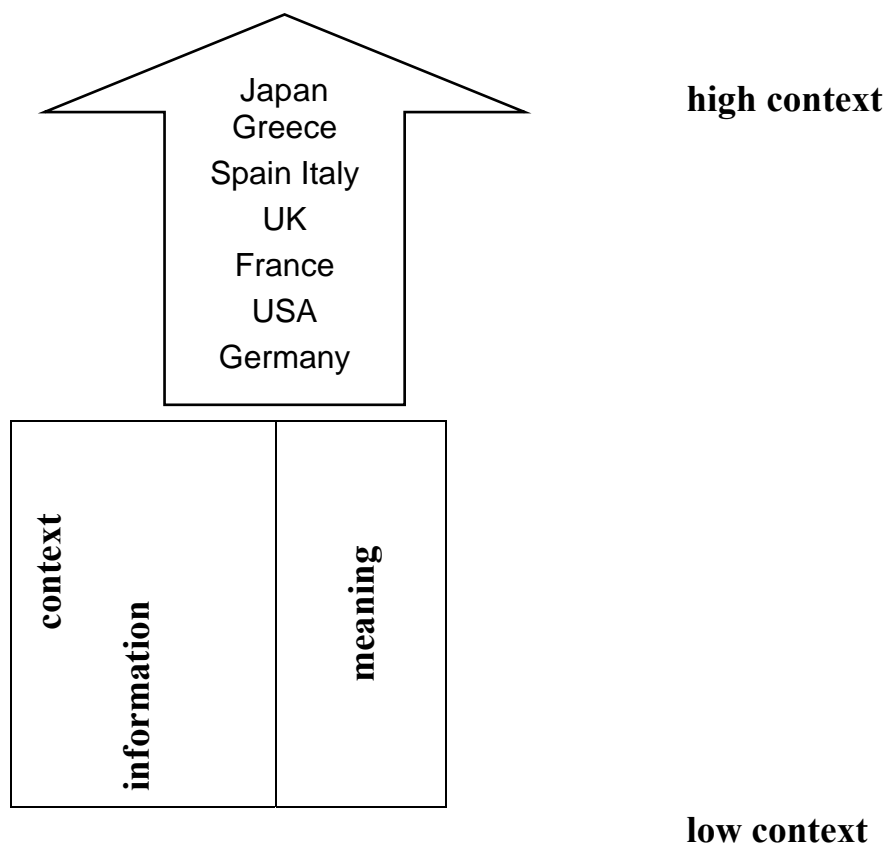 Japan
high context
Greece
Spain Italy
UK
France
USA
Germany
context
information
meaning
low context